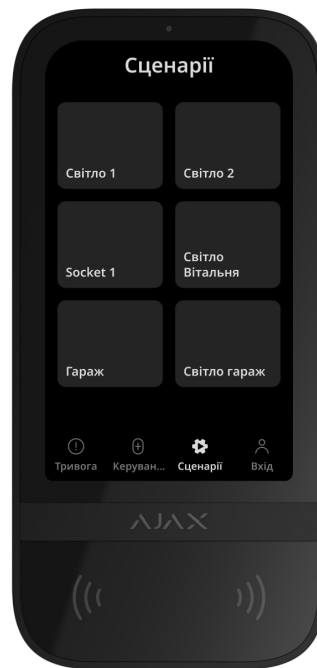 Сценарії
Світло 1
Світло 2
Socket 1
Світло
Вітальня
Гараж
Світло гараж
Тривога
Керуван...
Сценарії
Вхід
AJAX